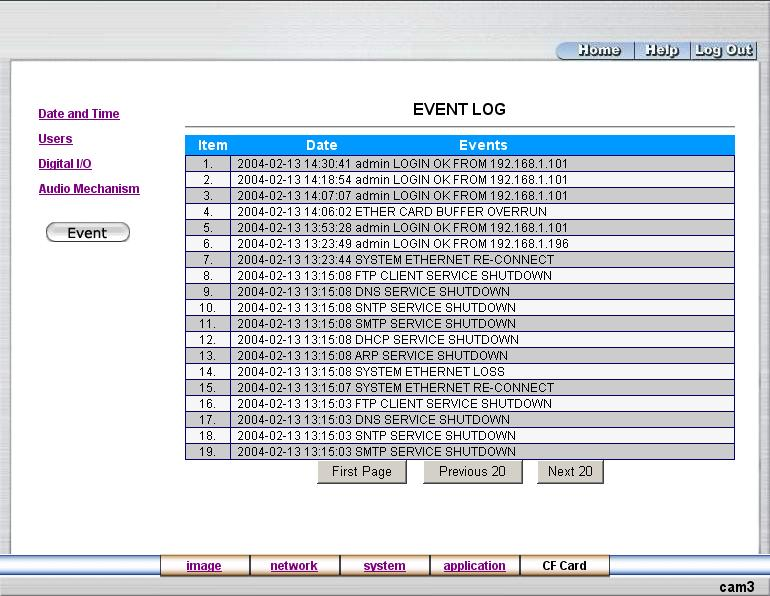 Home Help Log Out
EVENT LOG
Date and Time
Users
Digital I/O
Audio Mechanism
Event
Item Date Events
1. 2004-02-13 14:30:41 admin LOGIN OK FROM 192.168.1.101
2. 2004-02-13 14:18:54 admin LOGIN OK FROM 192.168.1.101
3. 2004-02-13 14:07:07 admin LOGIN OK FROM 192.168.1.101
4. 2004-02-13 14:06:02 ETHER CARD BUFFER OVERRUN
5. 2004-02-13 13:53:28 admin LOGIN OK FROM 192.168.1.101
6. 2004-02-13 13:23:49 admin LOGIN OK FROM 192.168.1.196
7. 2004-02-13 13:23:44 SYSTEM ETHERNET RE-CONNECT
8. 2004-02-13 13:15:08 FTP CLIENT SERVICE SHUTDOWN
9. 2004-02-13 13:15:08 DNS SERVICE SHUTDOWN
10. 2004-02-13 13:15:08 SNTP SERVICE SHUTDOWN
11. 2004-02-13 13:15:08 SMTP SERVICE SHUTDOWN
12. 2004-02-13 13:15:08 DHCP SERVICE SHUTDOWN
13. 2004-02-13 13:15:08 ARP SERVICE SHUTDOWN
14. 2004-02-13 13:15:08 SYSTEM ETHERNET LOSS
15. 2004-02-13 13:15:07 SYSTEM ETHERNET RE-CONNECT
16. 2004-02-13 13:15:03 FTP CLIENT SERVICE SHUTDOWN
17. 2004-02-13 13:15:03 DNS SERVICE SHUTDOWN
18. 2004-02-13 13:15:03 SNTP SERVICE SHUTDOWN
19. 2004-02-13 13:15:03 SMTP SERVICE SHUTDOWN
First Page Previous 20 Next 20
image network system application CF Card
cam3